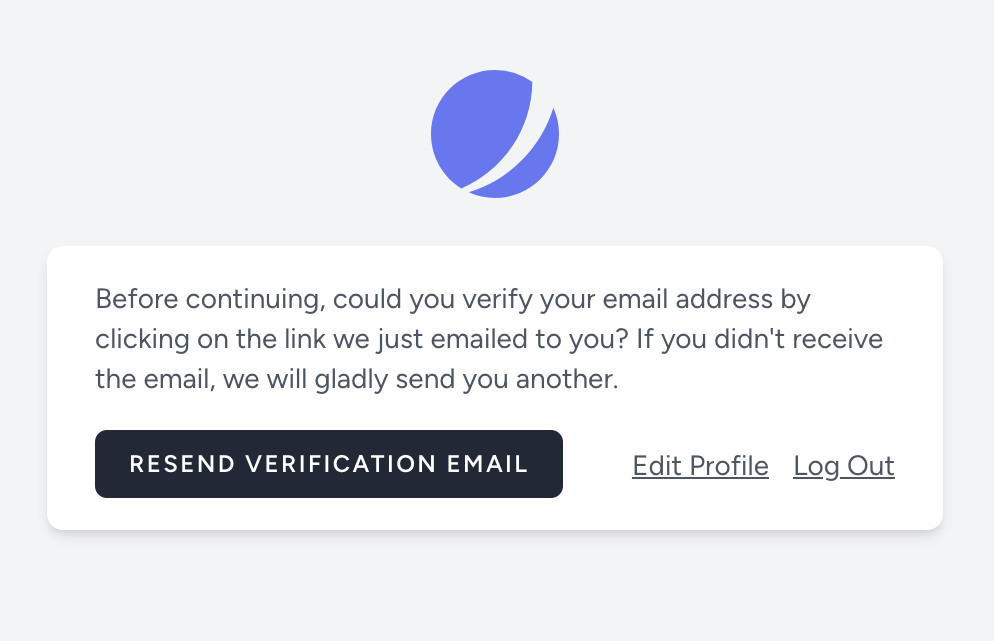 Before continuing, could you verify your email address by
clicking on the link we just emailed to you? If you didn't receive
the email, we will gladly send you another.
RESEND VERIFICATION EMAIL
Edit Profile
Log Out